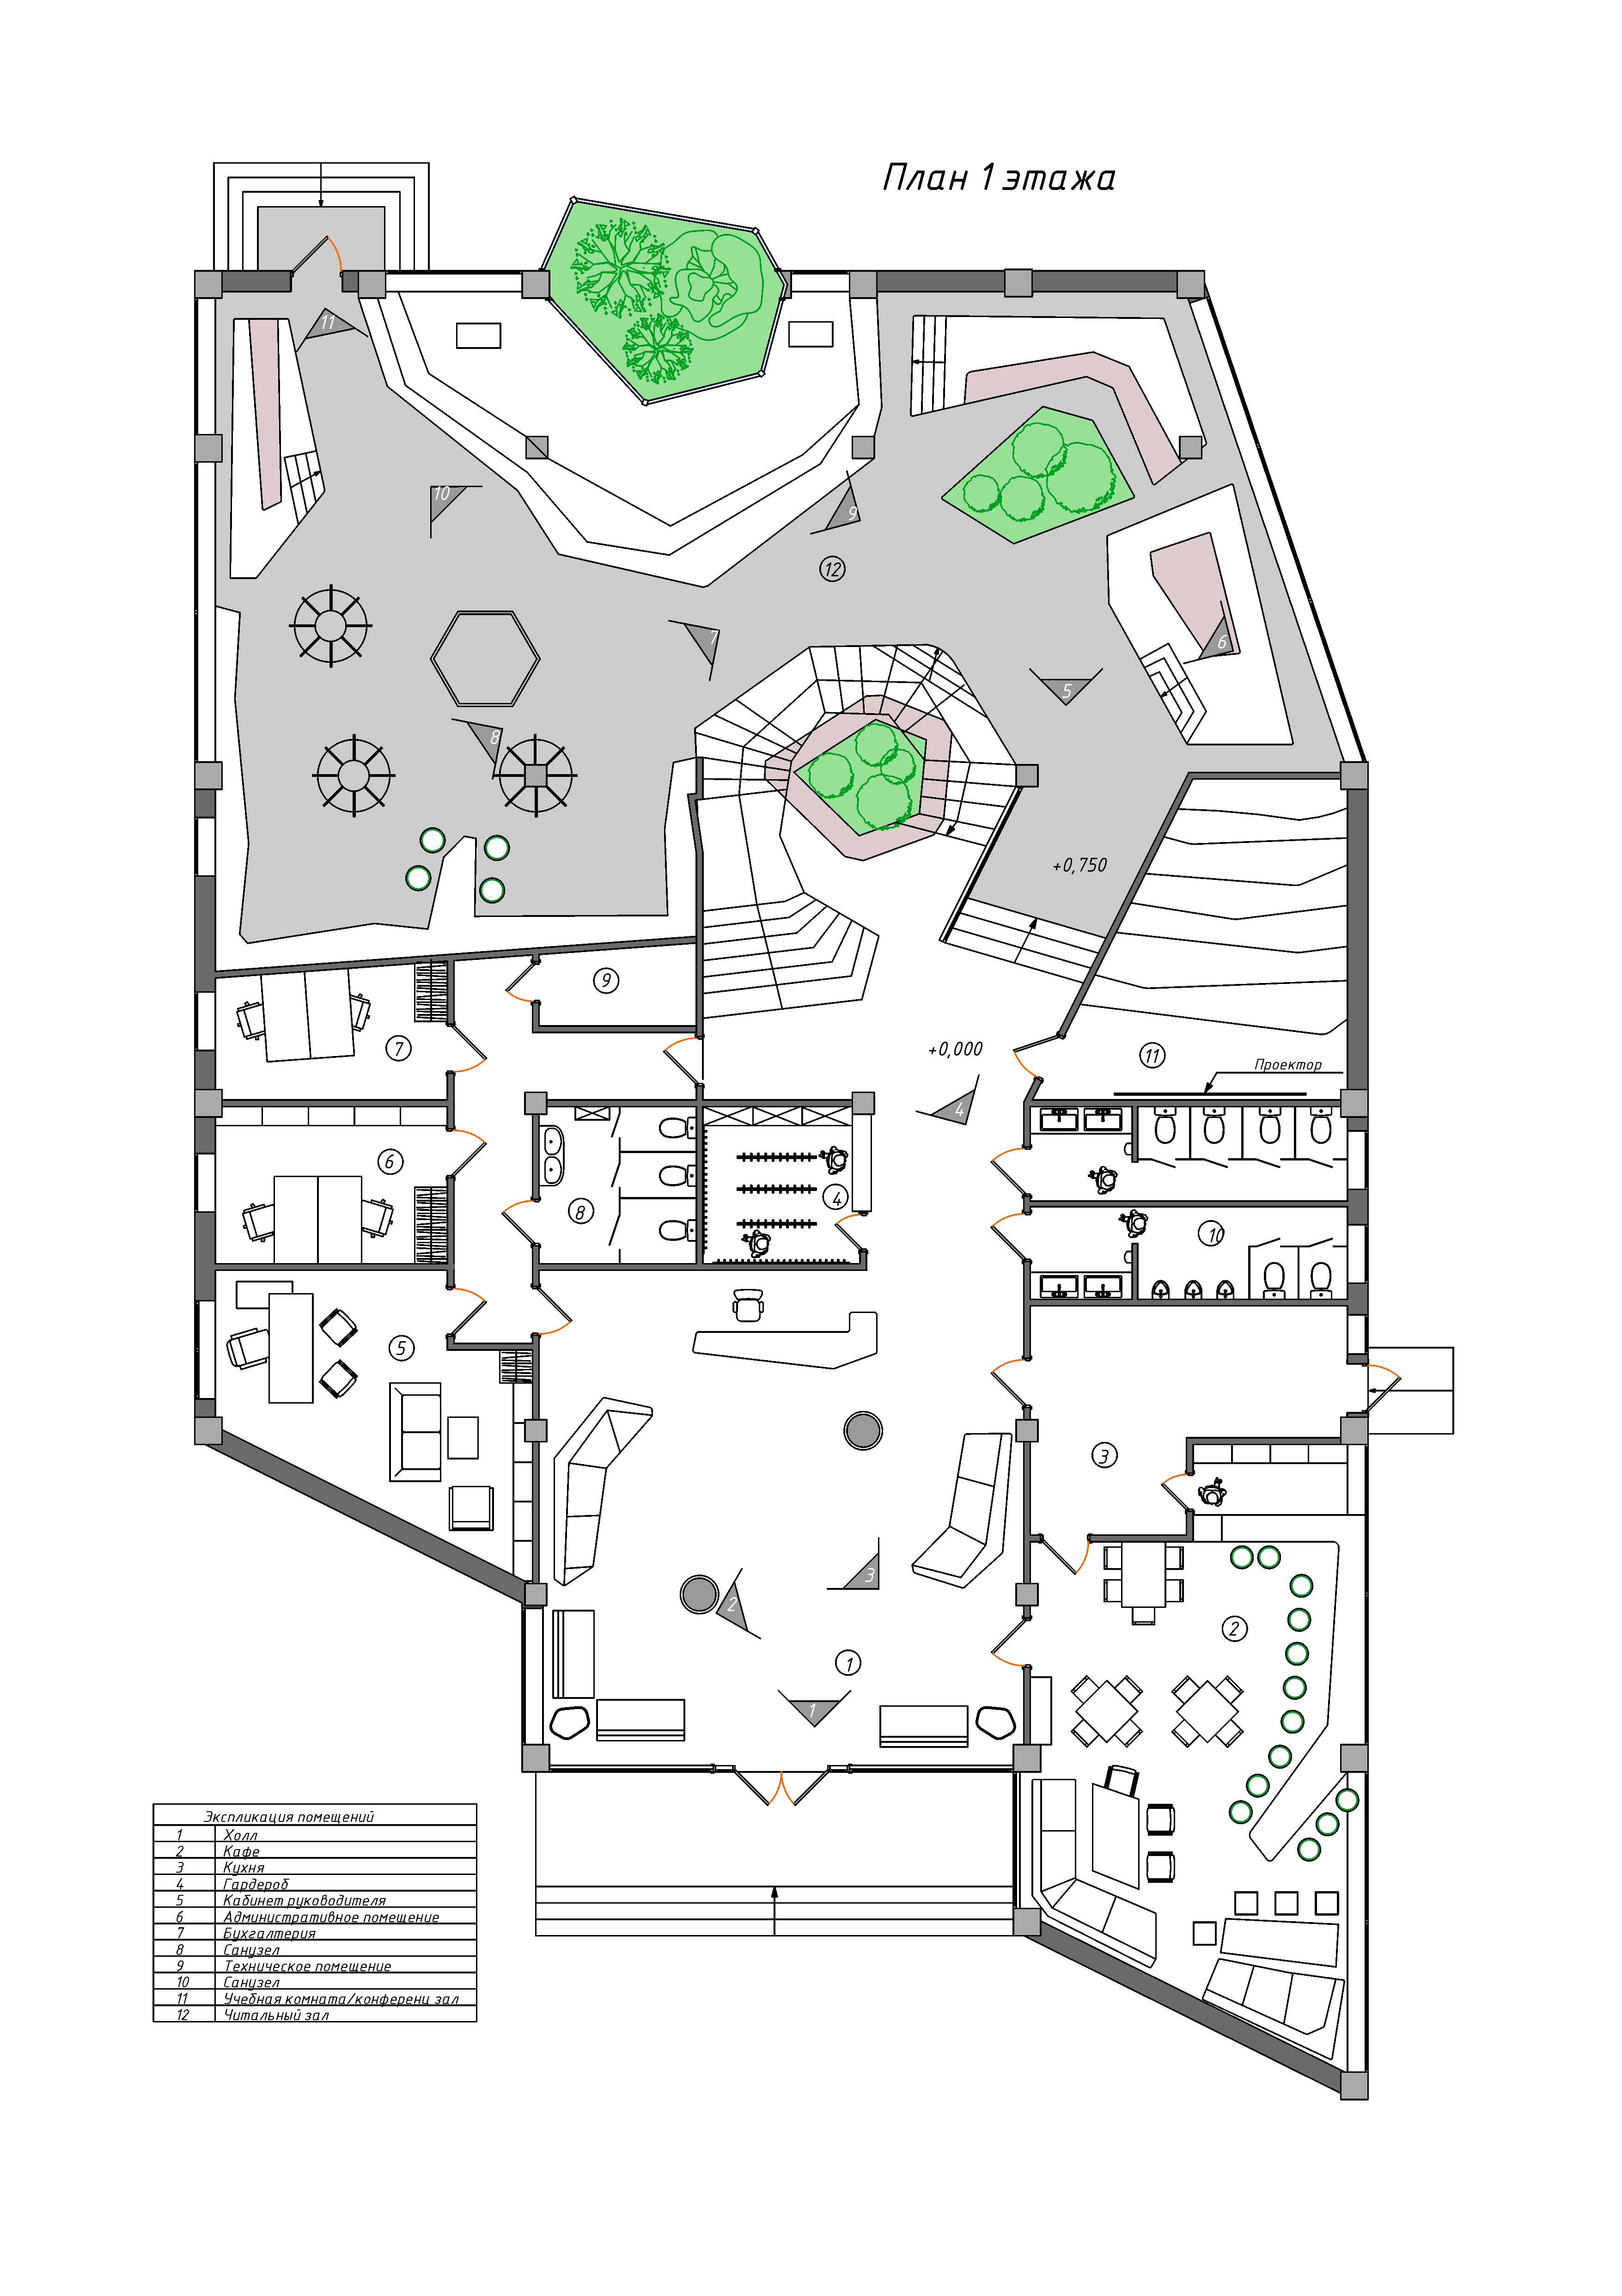 План 1 этажа
11
10
9
12
7
6
5
8
+0,750
9
7
+0,000
11
Проектор
4
6
4
8
10
5
3
3
2
2
1
1
Экспликация помещений
1 Холл
2 Кафе
3 Кухня
4 Гардероб
5 Кабинет руководителя
6 Административное помещение
7 Бухгалтерия
8 Санузел
9 Техническое помещение
10 Санузел
11 Учебная комната/конференц зал
12 Читальный зал